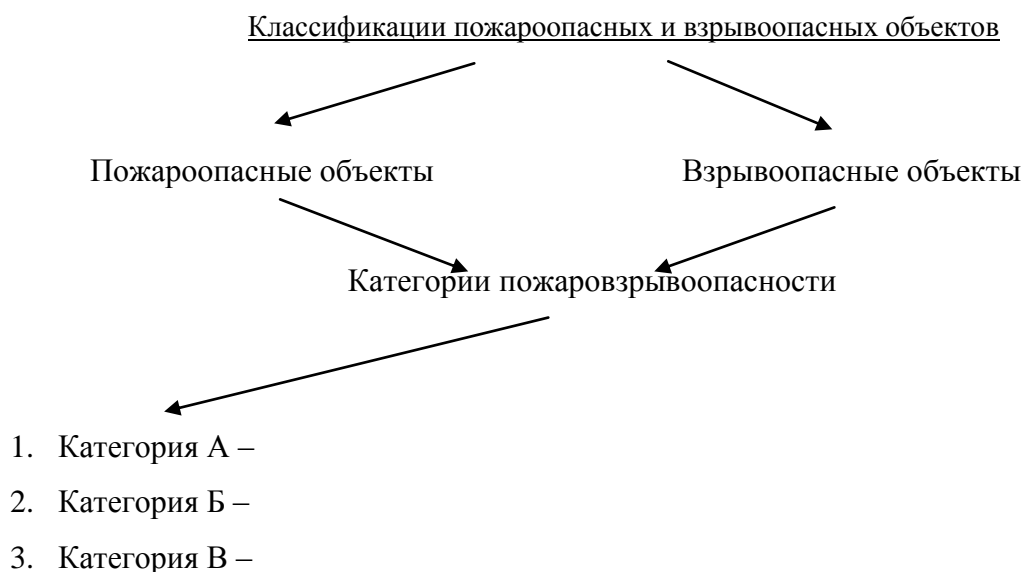 Классификации пожароопасных и взрывоопасных объектов
Пожароопасные объекты
Взрывоопасные объекты
Категории пожаровзрывоопасности
1. Категория А –
2. Категория Б –
3. Категория В –